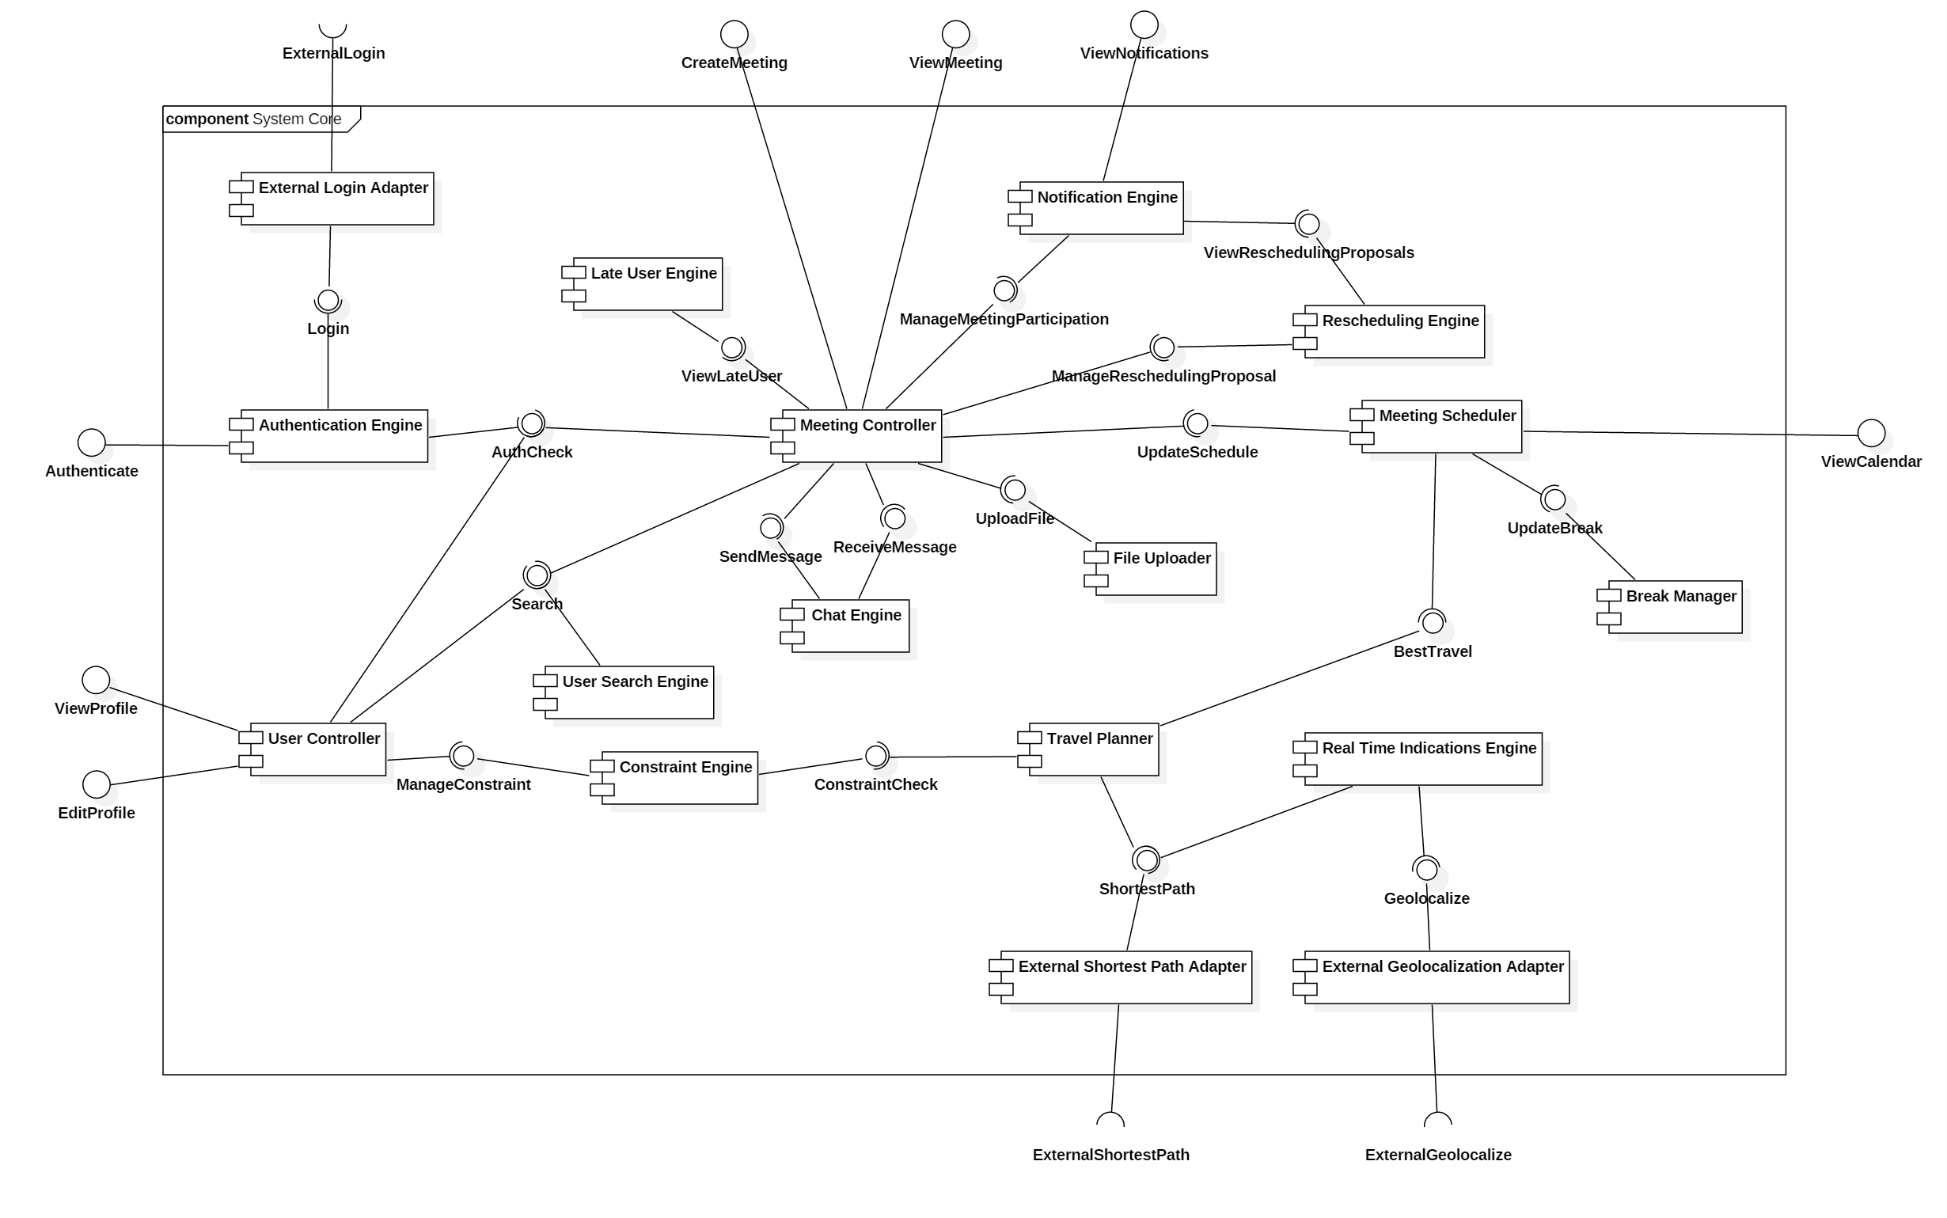 ExternalLogin
CreateMeeting
ViewMeeting
ViewNotifications
component System Core
External Login Adapter
Notification Engine
ViewReschedulingProposals
Late User Engine
ManageMeetingParticipation
Rescheduling Engine
Login
ViewLateUser
ManageReschedulingProposal
Authentication Engine
Meeting Controller
Meeting Scheduler
Authenticate
AuthCheck
UpdateSchedule
ViewCalendar
UploadFile
UpdateBreak
SendMessage
ReceiveMessage
File Uploader
Search
Chat Engine
Break Manager
BestTravel
User Search Engine
ViewProfile
User Controller
Travel Planner
Real Time Indications Engine
Constraint Engine
ManageConstraint
ConstraintCheck
EditProfile
ShortestPath
Geolocalize
External Shortest Path Adapter
External Geolocalization Adapter
ExternalShortestPath
ExternalGeolocalize